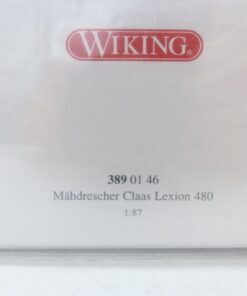 WIKING®
389 01 46
Mähdrescher Claas Lexion 480
1:87